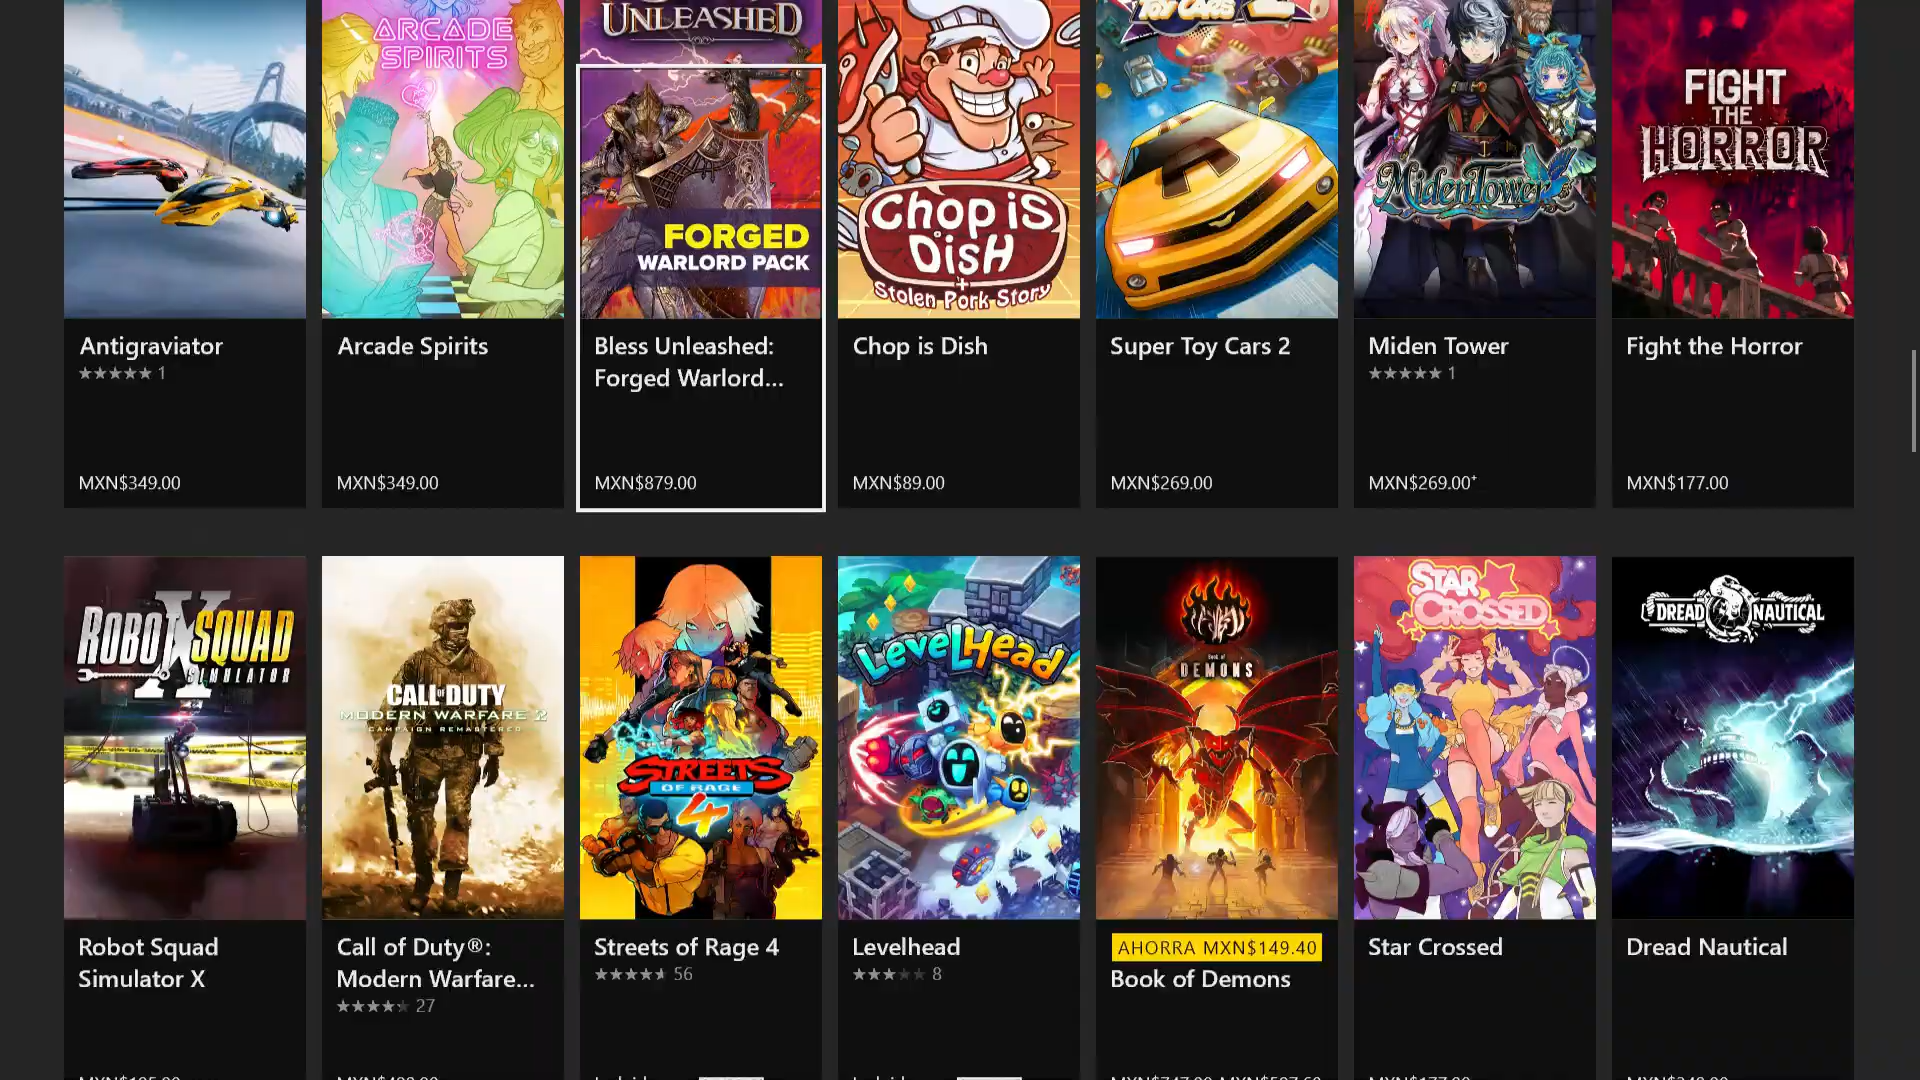 ARCADE
SPIRITS
UNLEASHED
FORGED
WARLORD PACK
Chop is
Dish
+
Stolen Pork Story
TOY CARS
Miden Tower
FIGHT
THE
HORROR
Antigraviator
1
Arcade Spirits
Bless Unleashed:
Forged Warlord...
Chop is Dish
Super Toy Cars 2
Miden Tower
1
Fight the Horror
MXN$349.00
MXN$349.00
MXN$879.00
MXN$89.00
MXN$269.00
MXN$269.00+
MXN$177.00
ROBOT SQUAD
X SIMULATOR
CALL OF DUTY
MODERN WARFARE 2
CAMPAIGN REMASTERED
STREETS
OF RAGE
4
LevelHead
Book of
DEMONS
STAR
CROSSED
DREAD NAUTICAL
Robot Squad
Simulator X
Call of Duty®:
Modern Warfare...
27
Streets of Rage 4
56
Levelhead
8
AHORRA MXN$149.40
Book of Demons
Star Crossed
Dread Nautical